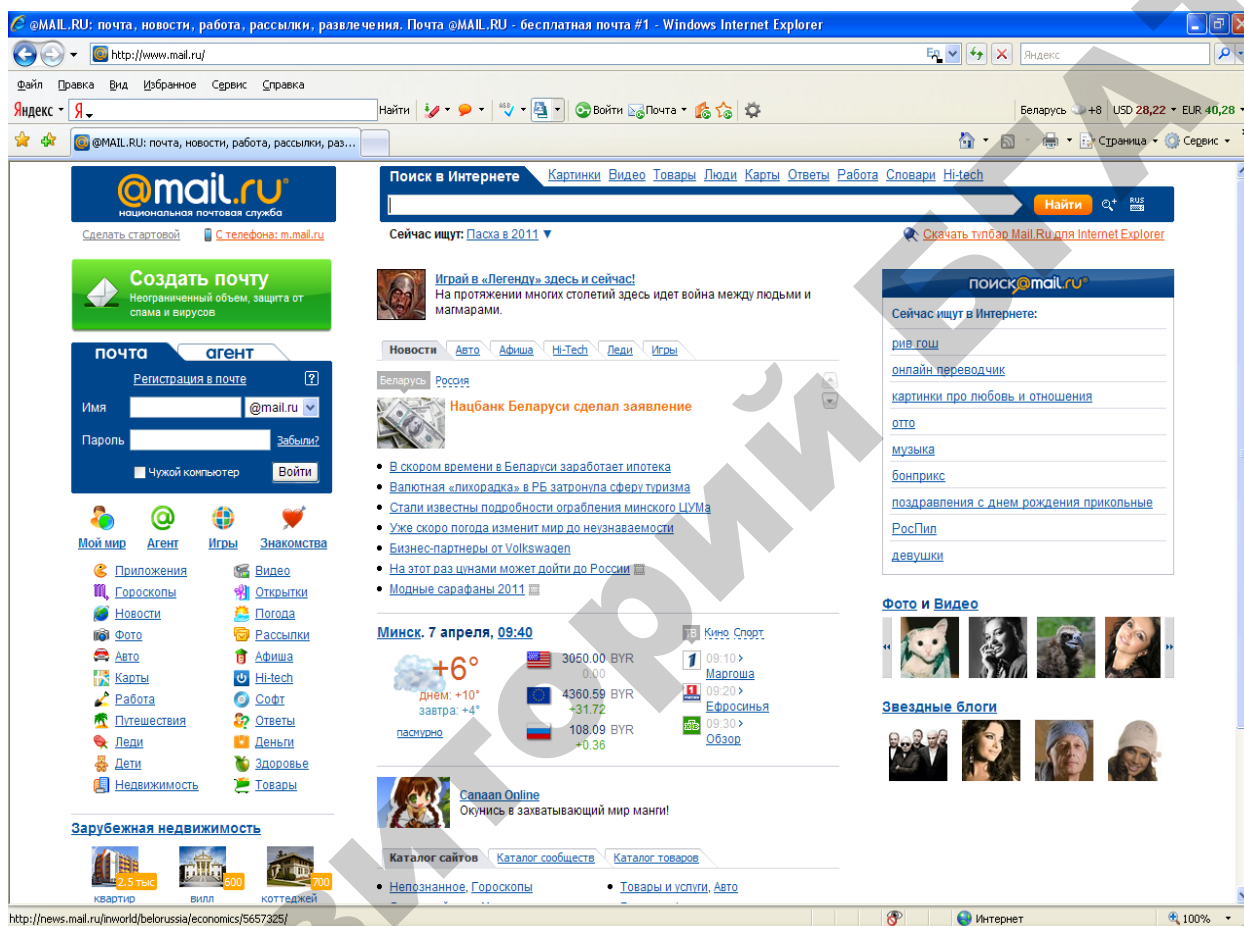 @MAIL.RU: почта, новости, работа, рассылки, развлечения. Почта @MAIL.RU - бесплатная почта #1 - Windows Internet Explorer
http://www.mail.ru/
Яндекс
Файл Правка Вид Избранное Сервис Справка
Яндекс Я Найти Войти Почта Беларусь +8 USD 28,22 EUR 40,28
@MAIL.RU: почта, новости, работа, рассылки, раз... Страница Сервис
@mail.ru
национальная почтовая служба
Сделать стартовой С телефона: m.mail.ru
Поиск в Интернете Картинки Видео Товары Люди Карты Ответы Работа Словари Hi-tech
Найти RUS
Сейчас ищут: Пасха в 2011 ▼ Скачать тулбар Mail.Ru для Internet Explorer
Создать почту
Неограниченный объем, защита от
спама и вирусов
почта агент
Регистрация в почте ?
Имя @mail.ru
Пароль Забыли?
Чужой компьютер Войти
Мой мир Агент Игры Знакомства
Приложения Видео
Гороскопы Открытки
Новости Погода
Фото Рассылки
Авто Афиша
Карты Hi-tech
Работа Софт
Путешествия Ответы
Леди Деньги
Дети Здоровье
Недвижимость Товары
Зарубежная недвижимость
2.5 тыс 600 700
квартир вилл коттеджей
Играй в «Легенду» здесь и сейчас!
На протяжении многих столетий здесь идет война между людьми и
магмарами.
Новости Авто Афиша Hi-Tech Леди Игры
Беларусь Россия
Нацбанк Беларуси сделал заявление
• В скором времени в Беларуси заработает ипотека
• Валютная «лихорадка» в РБ затронула сферу туризма
• Стали известны подробности ограбления минского ЦУМа
• Уже скоро погода изменит мир до неузнаваемости
• Бизнес-партнеры от Volkswagen
• На этот раз цунами может дойти до России
• Модные сарафаны 2011
Минск. 7 апреля, 09:40
+6°
днем: +10°
завтра: +4°
пасмурно
3050.00 BYR
0.00
4360.59 BYR
+31.72
108.09 BYR
+0.36
ТВ Кино Спорт
09:10 ›
Маргоша
09:20 ›
Ефросинья
09:30 ›
Обзор
Canaan Online
Окунись в захватывающий мир манги!
Каталог сайтов Каталог сообществ Каталог товаров
• Непознанное, Гороскопы • Товары и услуги, Авто
поиск@mail.ru
Сейчас ищут в Интернете:
рив гош
онлайн переводчик
картинки про любовь и отношения
отто
музыка
бонприкс
поздравления с днем рождения прикольные
РосПил
девушки
Фото и Видео
Звездные блоги
http://news.mail.ru/inworld/belorussia/economics/5657325/ Интернет 100%